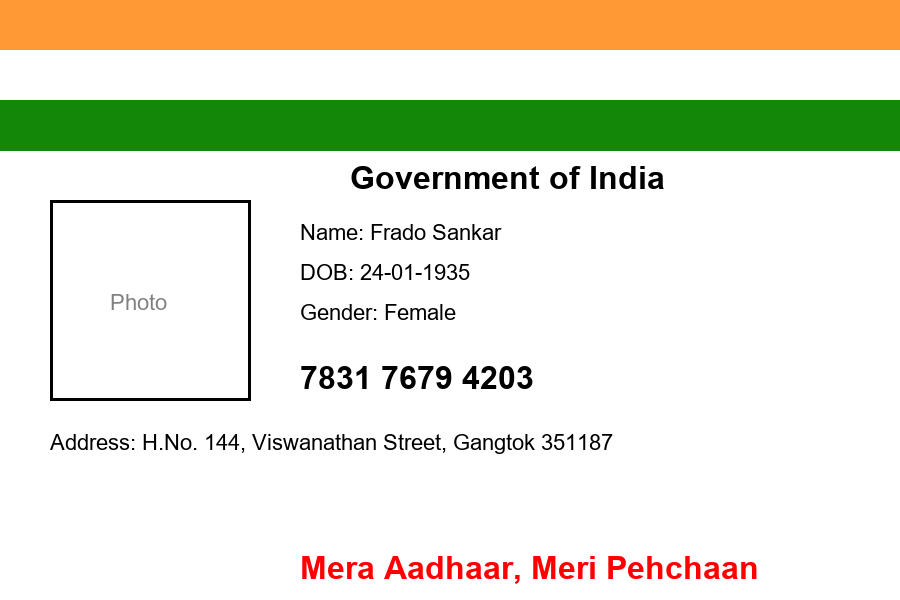 Government of India
Photo
Name: Frado Sankar
DOB: 24-01-1935
Gender: Female
7831 7679 4203
Address: H.No. 144, Viswanathan Street, Gangtok 351187
Mera Aadhaar, Meri Pehchaan